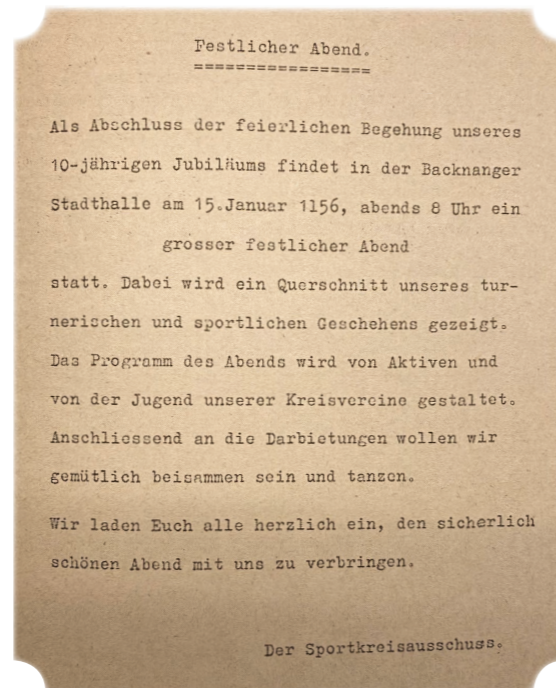 Festlicher Abend.
=================
Als Abschluss der feierlichen Begehung unseres
10-jährigen Jubiläums findet in der Backnanger
Stadthalle am 15.Januar 1156, abends 8 Uhr ein
grosser festlicher Abend
statt. Dabei wird ein Querschnitt unseres tur-
nerischen und sportlichen Geschehens gezeigt.
Das Programm des Abends wird von Aktiven und
von der Jugend unserer Kreisvereine gestaltet.
Anschliessend an die Darbietungen wollen wir
gemütlich beisammen sein und tanzen.
Wir laden Euch alle herzlich ein, den sicherlich
schönen Abend mit uns zu verbringen.
Der Sportkreisausschuss.